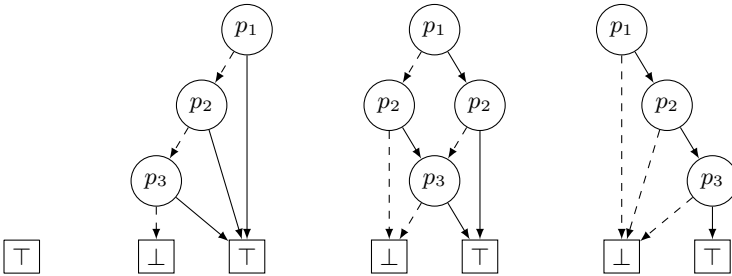 p₁ p₁ p₁
p₂ p₂ p₂ p₂
p₃ p₃ p₃
⊤ ⊥ ⊤ ⊥ ⊤ ⊥ ⊤